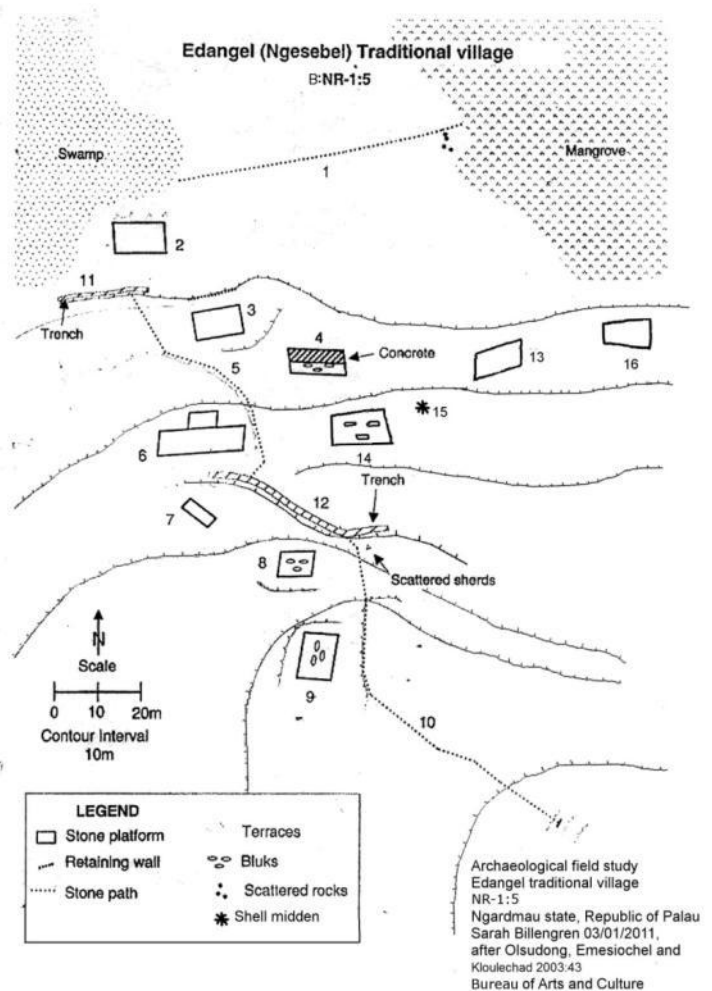 Edangel (Ngesebel) Traditional village
B:NR-1:5
Swamp
Mangrove
1
2
11
Trench
3
4
Concrete
5
13
16
15
6
14
Trench
7
12
8
Scattered sherds
9
10
N
Scale
0 10 20m
Contour Interval
10m
LEGEND
Stone platform
Retaining wall
Stone path
Terraces
Bluks
Scattered rocks
Shell midden
Archaeological field study
Edangel traditional village
NR-1:5
Ngardmau state, Republic of Palau
Sarah Billengren 03/01/2011,
after Olsudong, Emesiochel and
Kloulechad 2003:43
Bureau of Arts and Culture